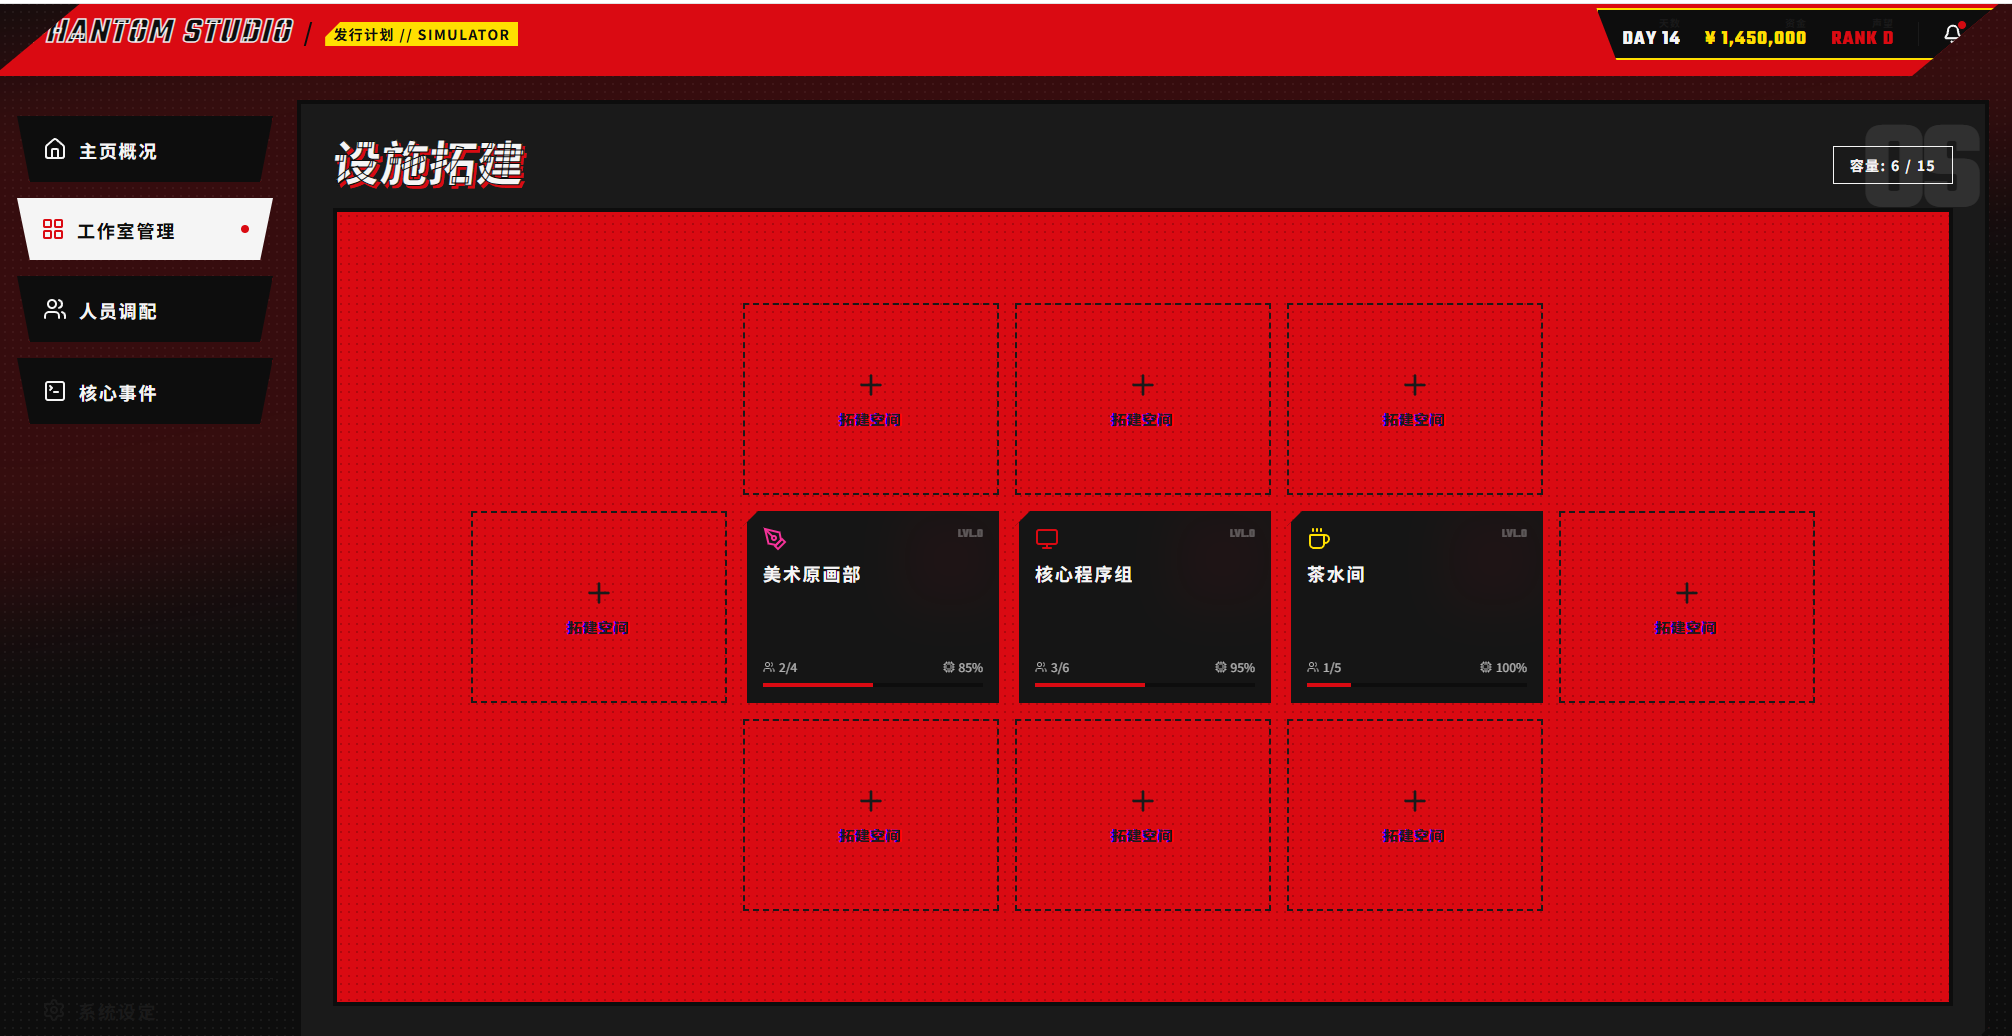 HANTOM STUDIO /
发行计划 // SIMULATOR
DAY 14
¥ 1,450,000
RANK D
主页概况
工作室管理
人员调配
核心事件
系统设定
设施拓建
OS
容量: 6 / 15
拓建空间
拓建空间
拓建空间
拓建空间
美术原画部
LVL.0
2/4
85%
核心程序组
LVL.0
3/6
95%
茶水间
LVL.0
1/5
100%
拓建空间
拓建空间
拓建空间
拓建空间